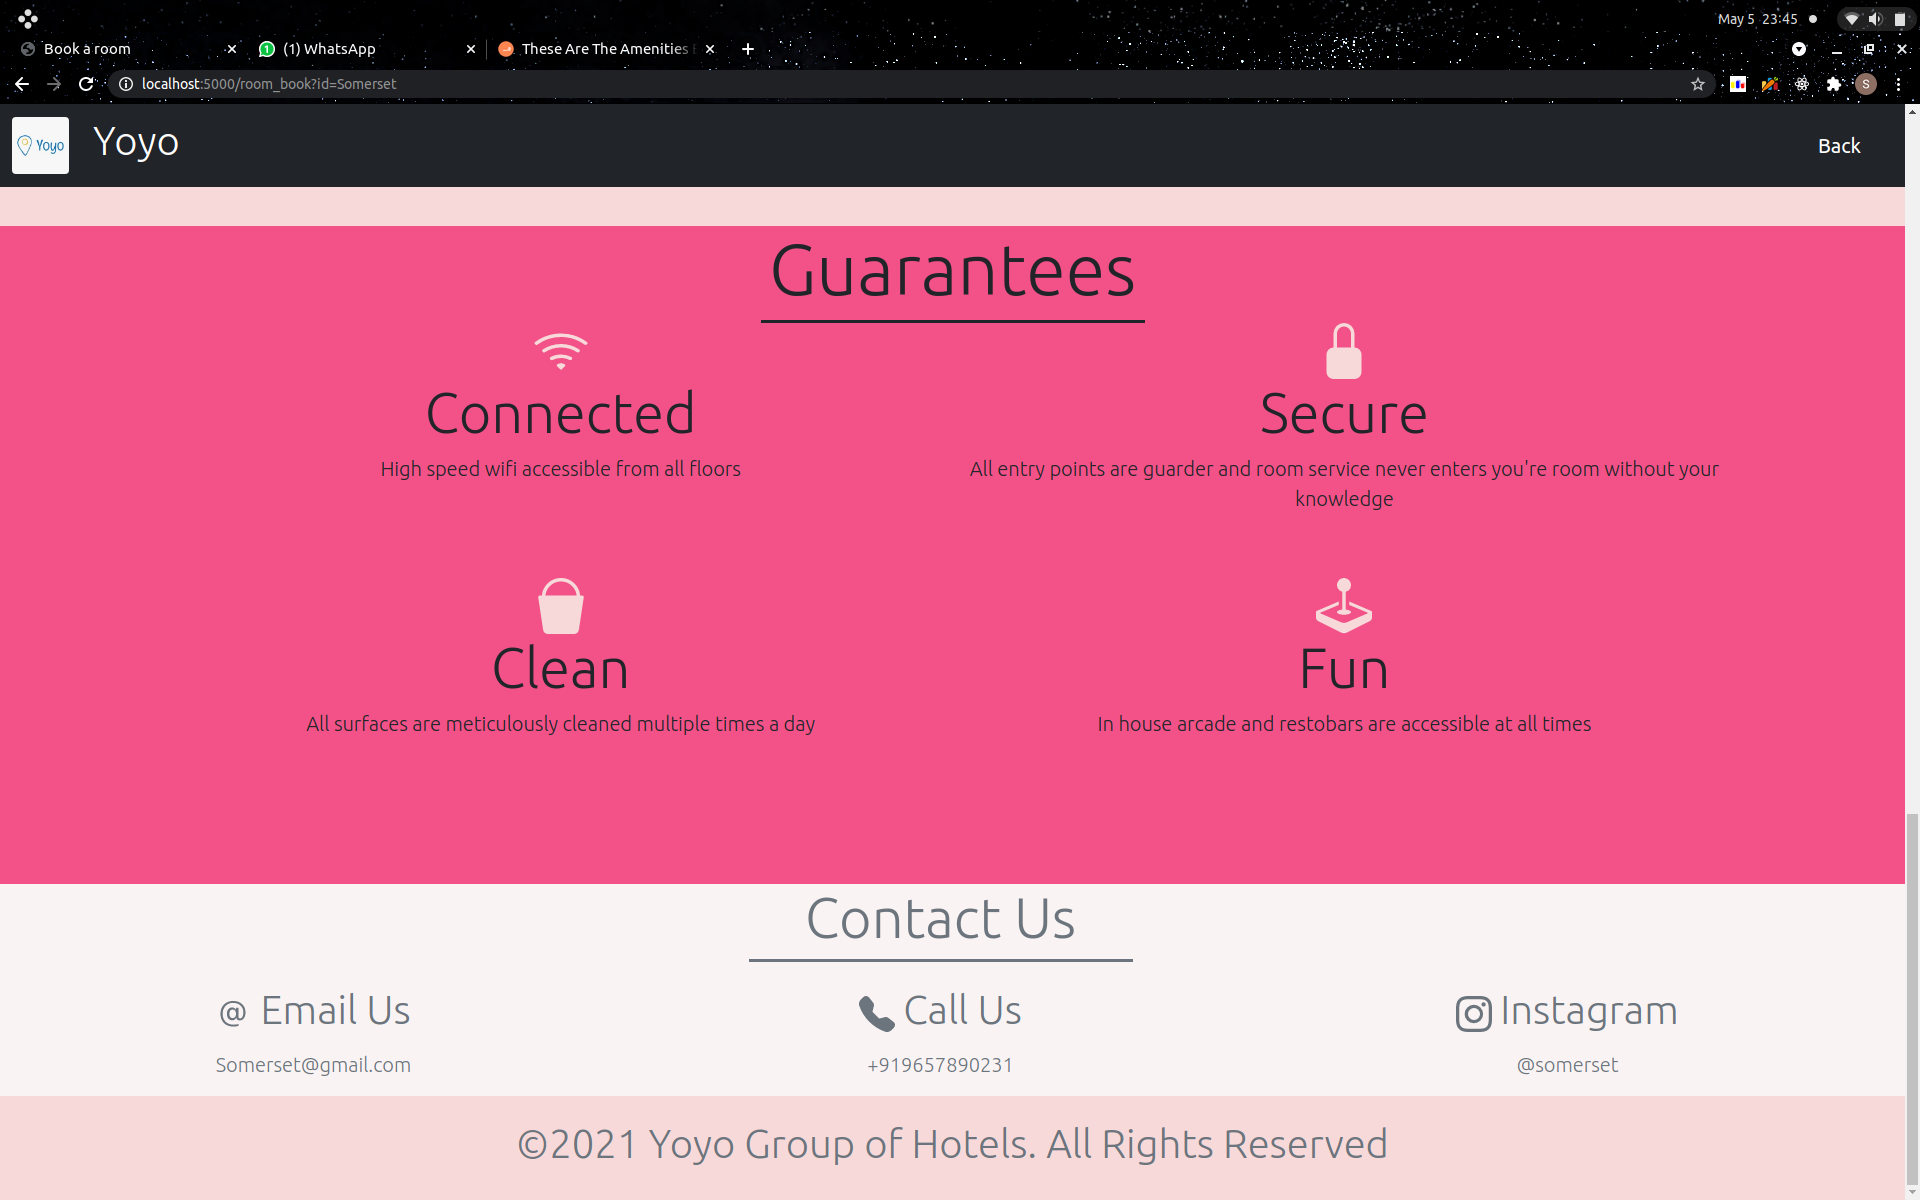 May 5 23:45
Book a room
(1) WhatsApp
These Are The Amenities
localhost:5000/room_book?id=Somerset
S
Yoyo
Yoyo
Back
Guarantees
Connected
Secure
High speed wifi accessible from all floors
All entry points are guarder and room service never enters you're room without your
knowledge
Clean
Fun
All surfaces are meticulously cleaned multiple times a day
In house arcade and restobars are accessible at all times
Contact Us
@ Email Us
Call Us
Instagram
Somerset@gmail.com
+919657890231
@somerset
©2021 Yoyo Group of Hotels. All Rights Reserved